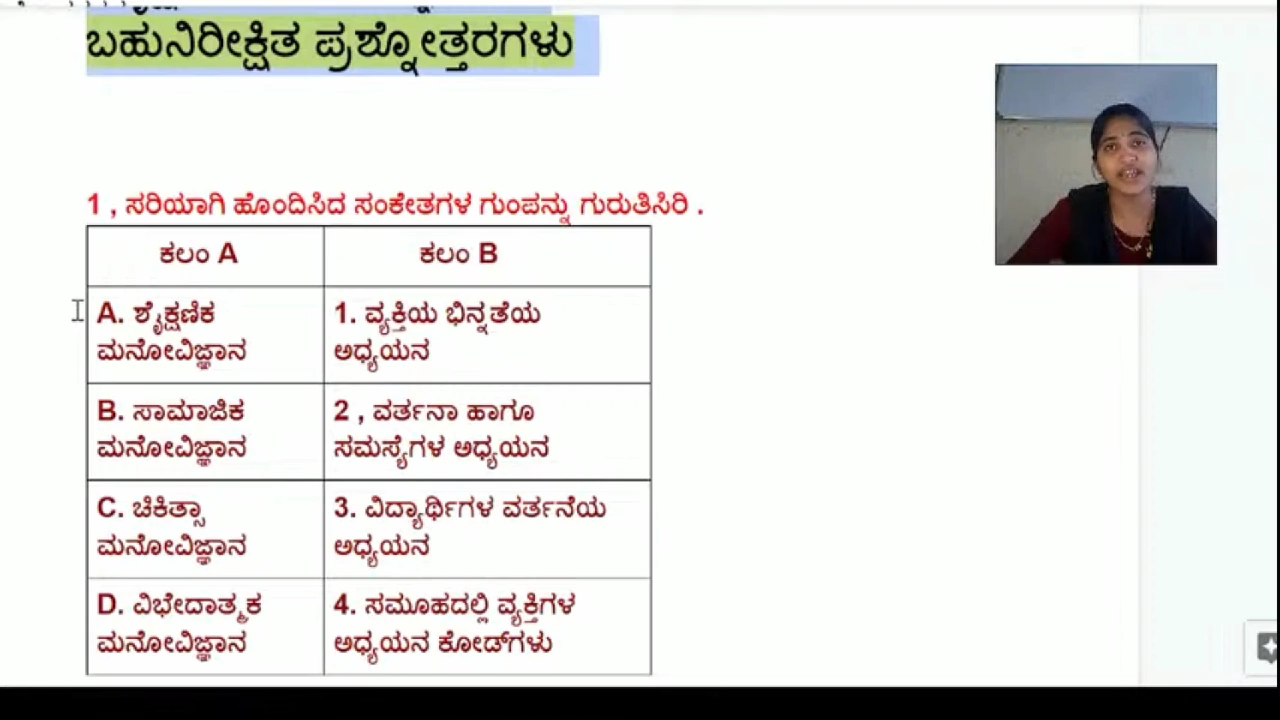 ಬಹುನಿರೀಕ್ಷಿತ ಪ್ರಶ್ನೋತ್ತರಗಳು
1 , ಸರಿಯಾಗಿ ಹೊಂದಿಸಿದ ಸಂಕೇತಗಳ ಗುಂಪನ್ನು ಗುರುತಿಸಿರಿ .
ಕಲಂ A
ಕಲಂ B
A. ಶೈಕ್ಷಣಿಕ
ಮನೋವಿಜ್ಞಾನ
1. ವ್ಯಕ್ತಿಯ ಭಿನ್ನತೆಯ
ಅಧ್ಯಯನ
B. ಸಾಮಾಜಿಕ
ಮನೋವಿಜ್ಞಾನ
2 , ವರ್ತನಾ ಹಾಗೂ
ಸಮಸ್ಯೆಗಳ ಅಧ್ಯಯನ
C. ಚಿಕಿತ್ಸಾ
ಮನೋವಿಜ್ಞಾನ
3. ವಿದ್ಯಾರ್ಥಿಗಳ ವರ್ತನೆಯ
ಅಧ್ಯಯನ
D. ವಿಭೇದಾತ್ಮಕ
ಮನೋವಿಜ್ಞಾನ
4. ಸಮೂಹದಲ್ಲಿ ವ್ಯಕ್ತಿಗಳ
ಅಧ್ಯಯನ ಕೋಡ್‌ಗಳು